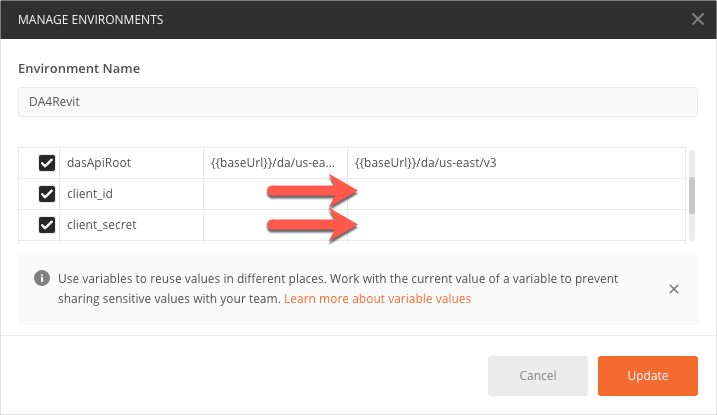 MANAGE ENVIRONMENTS
Environment Name
DA4Revit
dasApiRoot {{baseUrl}}/da/us-ea... {{baseUrl}}/da/us-east/v3
client_id
client_secret
Use variables to reuse values in different places. Work with the current value of a variable to prevent
sharing sensitive values with your team. Learn more about variable values
Cancel Update